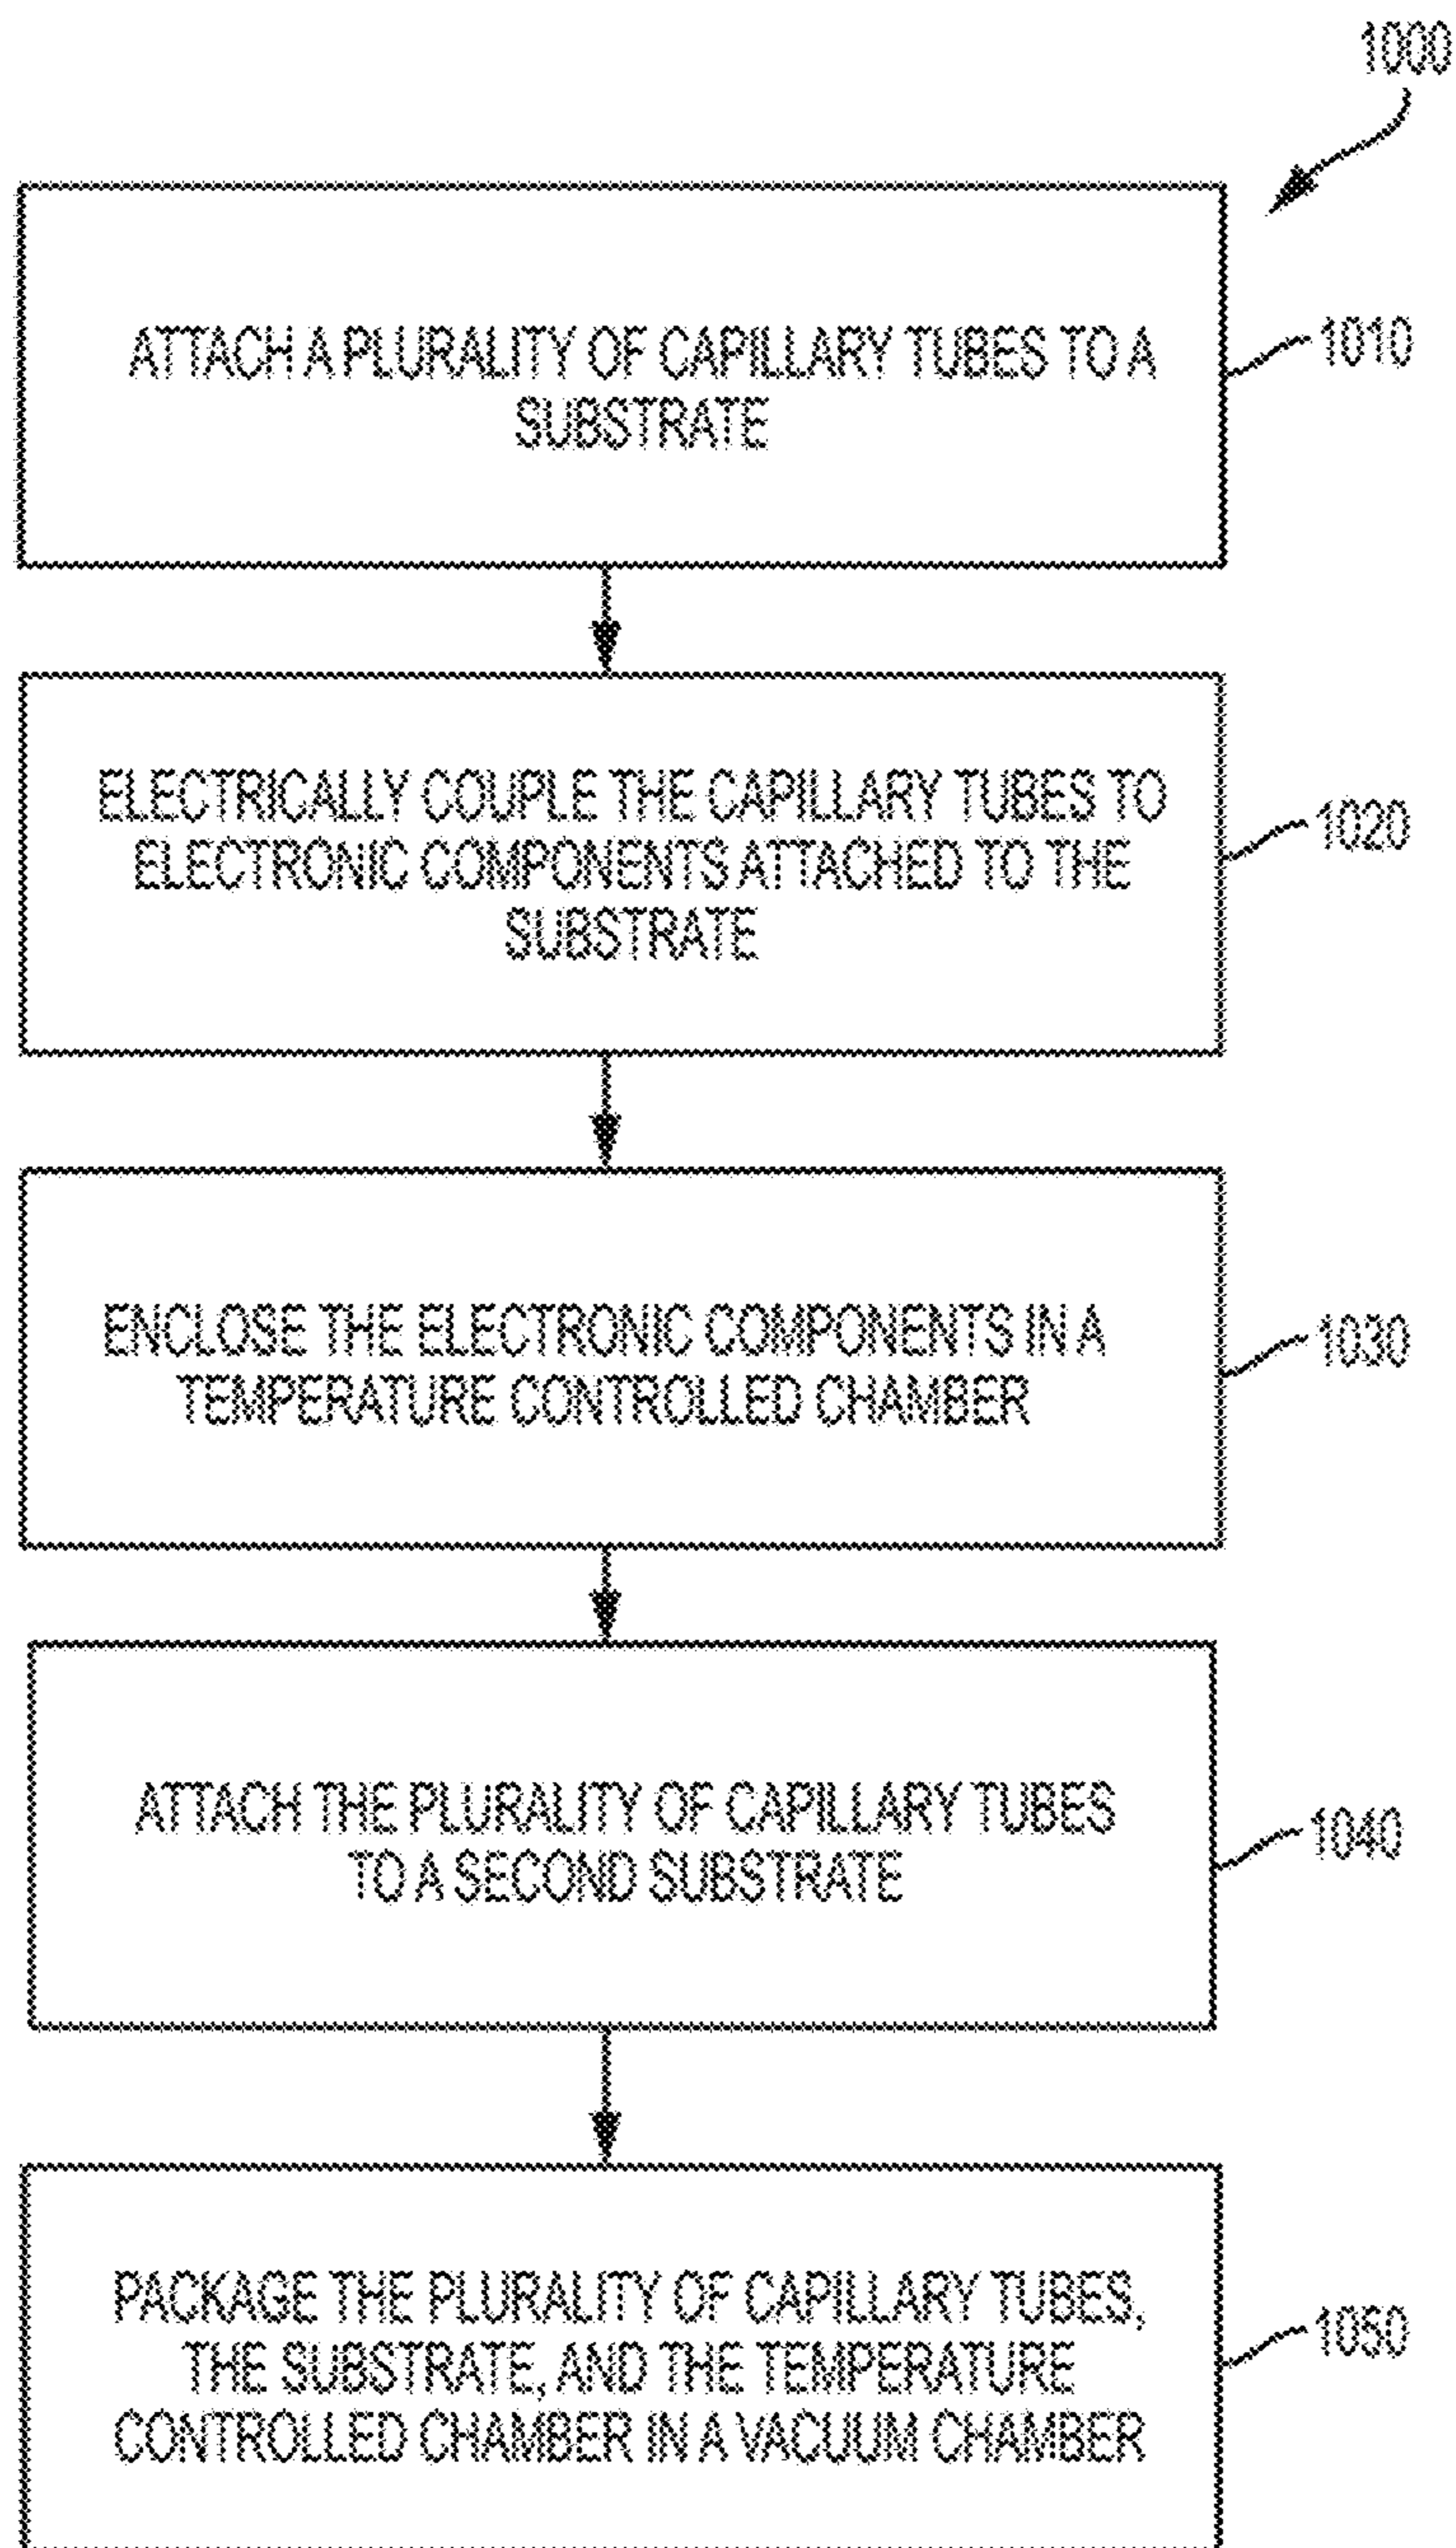 1000
ATTACH A PLURALITY OF CAPILLARY TUBES TO A
SUBSTRATE
1010
ELECTRICALLY COUPLE THE CAPILLARY TUBES TO
ELECTRONIC COMPONENTS ATTACHED TO THE
SUBSTRATE
1020
ENCLOSE THE ELECTRONIC COMPONENTS IN A
TEMPERATURE CONTROLLED CHAMBER
1030
ATTACH THE PLURALITY OF CAPILLARY TUBES
TO A SECOND SUBSTRATE
1040
PACKAGE THE PLURALITY OF CAPILLARY TUBES,
THE SUBSTRATE, AND THE TEMPERATURE
CONTROLLED CHAMBER IN A VACUUM CHAMBER
1050